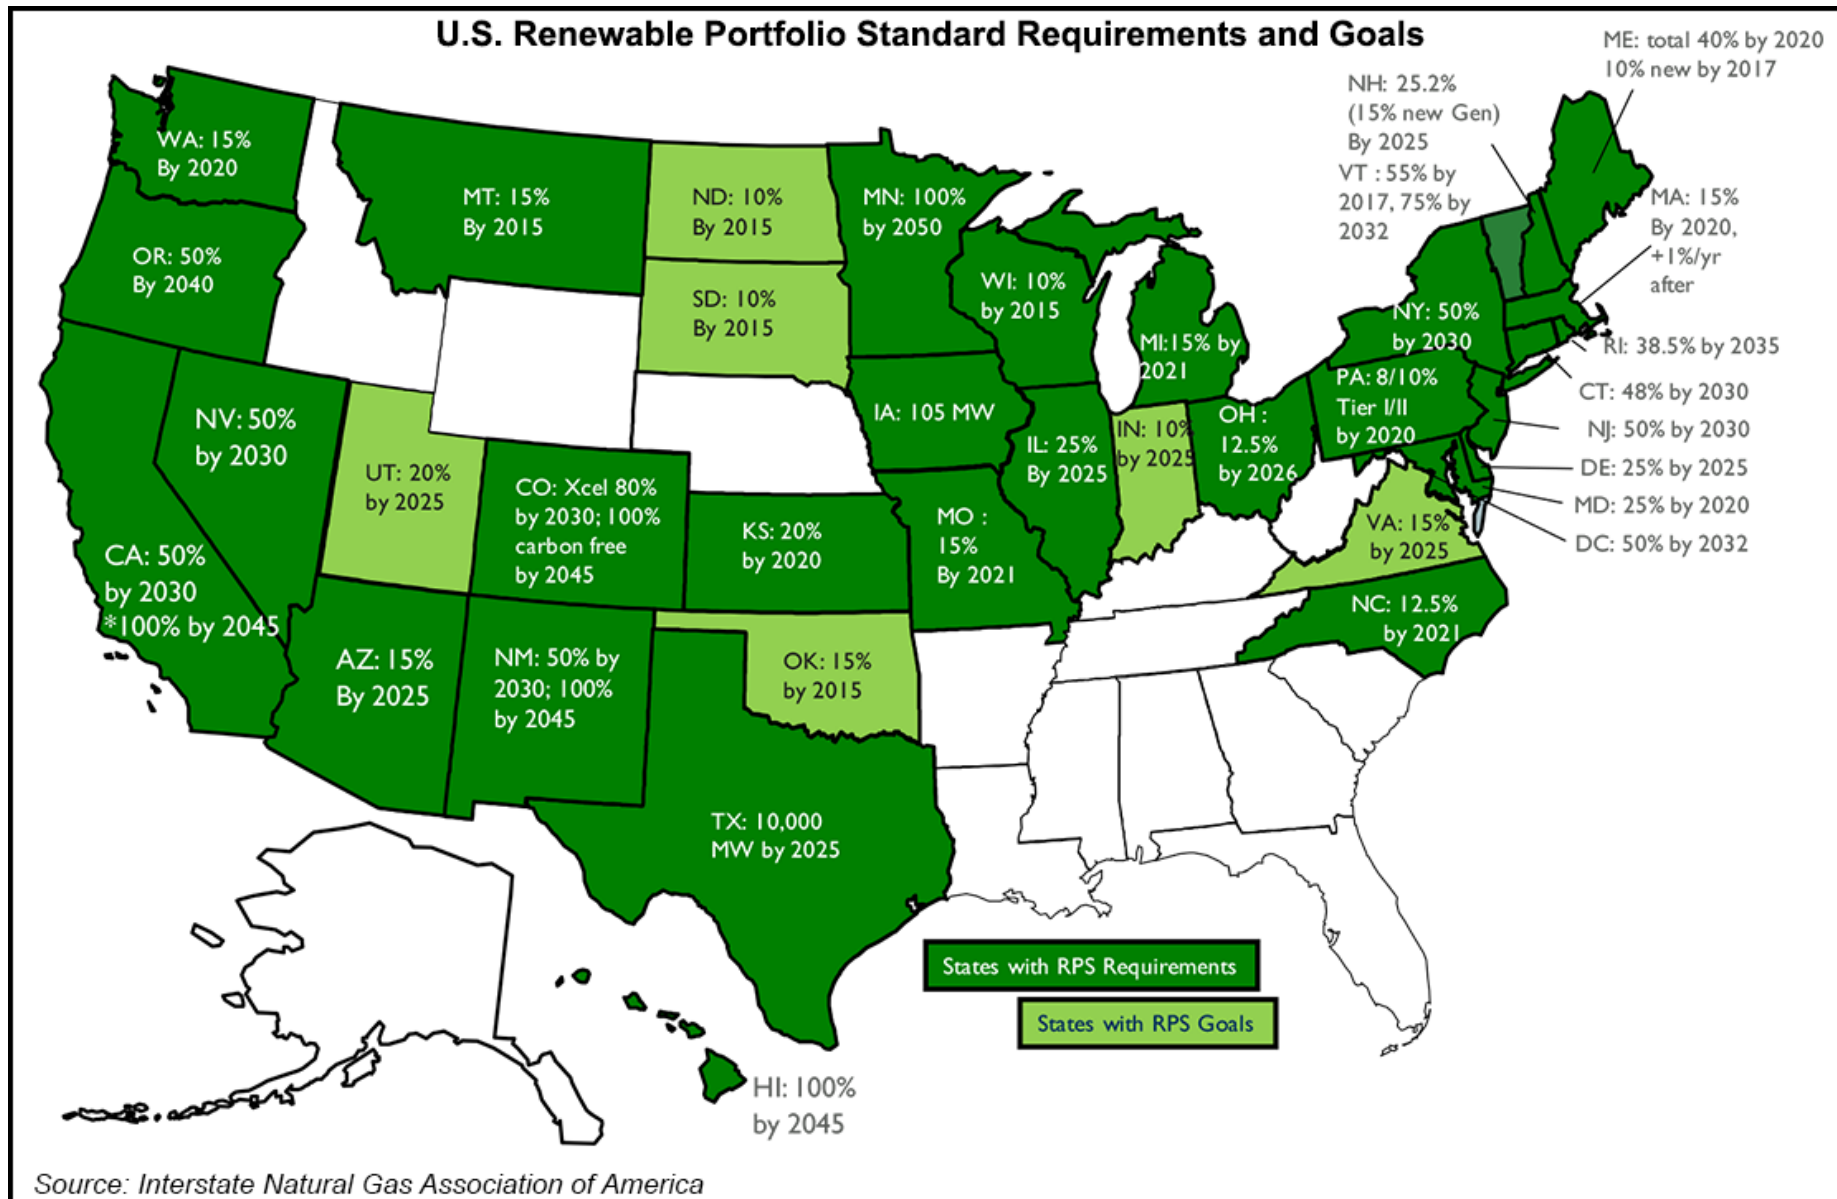 U.S. Renewable Portfolio Standard Requirements and Goals
ME: total 40% by 2020
10% new by 2017
NH: 25.2%
(15% new Gen)
By 2025
VT : 55% by
2017, 75% by
2032
MA: 15%
By 2020,
+1%/yr
after
WA: 15%
By 2020
MT: 15%
By 2015
ND: 10%
By 2015
MN: 100%
by 2050
OR: 50%
By 2040
SD: 10%
By 2015
WI: 10%
by 2015
MI:15% by
2021
NY: 50%
by 2030
RI: 38.5% by 2035
CT: 48% by 2030
NJ: 50% by 2030
DE: 25% by 2025
MD: 25% by 2020
DC: 50% by 2032
PA: 8/10%
Tier I/II
by 2020
NV: 50%
by 2030
UT: 20%
by 2025
CO: Xcel 80%
by 2030; 100%
carbon free
by 2045
KS: 20%
by 2020
IA: 105 MW
MO :
15%
By 2021
IL: 25%
By 2025
IN: 10%
by 2025
OH :
12.5%
by 2026
VA: 15%
by 2025
NC: 12.5%
by 2021
CA: 50%
by 2030
*100% by 2045
AZ: 15%
By 2025
NM: 50% by
2030; 100%
by 2045
OK: 15%
by 2015
TX: 10,000
MW by 2025
States with RPS Requirements
States with RPS Goals
HI: 100%
by 2045
Source: Interstate Natural Gas Association of America